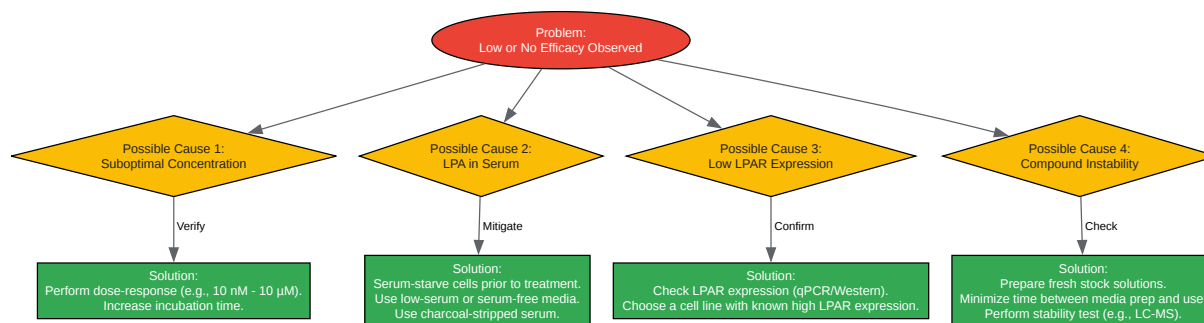 Problem:
Low or No Efficacy Observed
Possible Cause 1:
Suboptimal Concentration
Possible Cause 2:
LPA in Serum
Possible Cause 3:
Low LPAR Expression
Possible Cause 4:
Compound Instability
Verify
Mitigate
Confirm
Check
Solution:
Perform dose-response (e.g., 10 nM - 10 µM).
Increase incubation time.
Solution:
Serum-starve cells prior to treatment.
Use low-serum or serum-free media.
Use charcoal-stripped serum.
Solution:
Check LPAR expression (qPCR/Western).
Choose a cell line with known high LPAR expression.
Solution:
Prepare fresh stock solutions.
Minimize time between media prep and use.
Perform stability test (e.g., LC-MS).